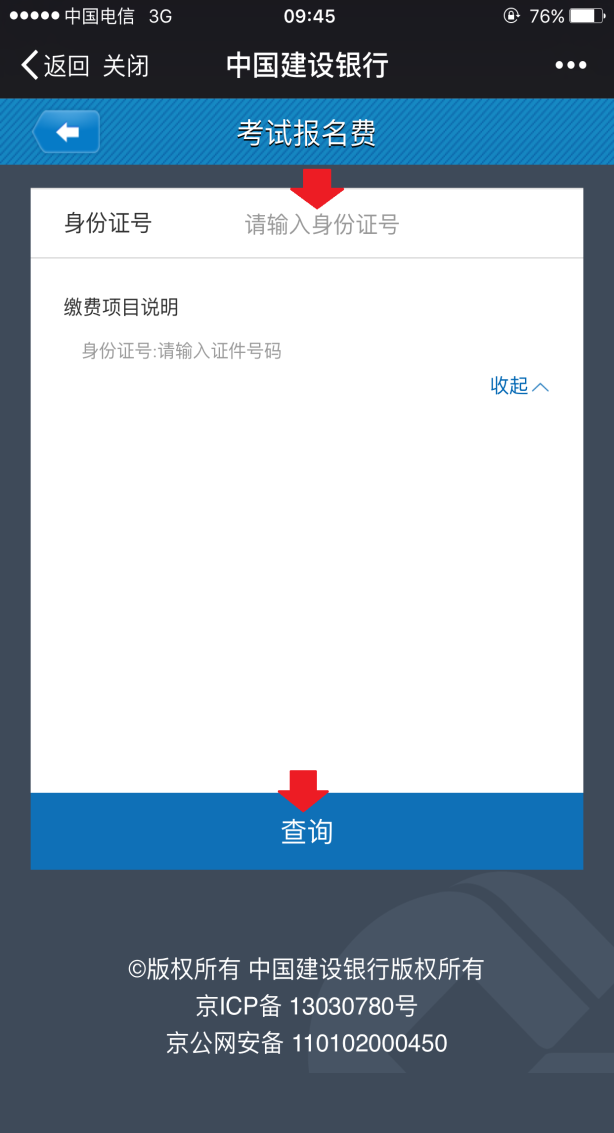 中国电信 3G 09:45 76%
返回 关闭 中国建设银行
考试报名费
身份证号 请输入身份证号
缴费项目说明
身份证号:请输入证件号码
收起
查询
©版权所有 中国建设银行版权所有
京ICP备 13030780号
京公网安备 110102000450